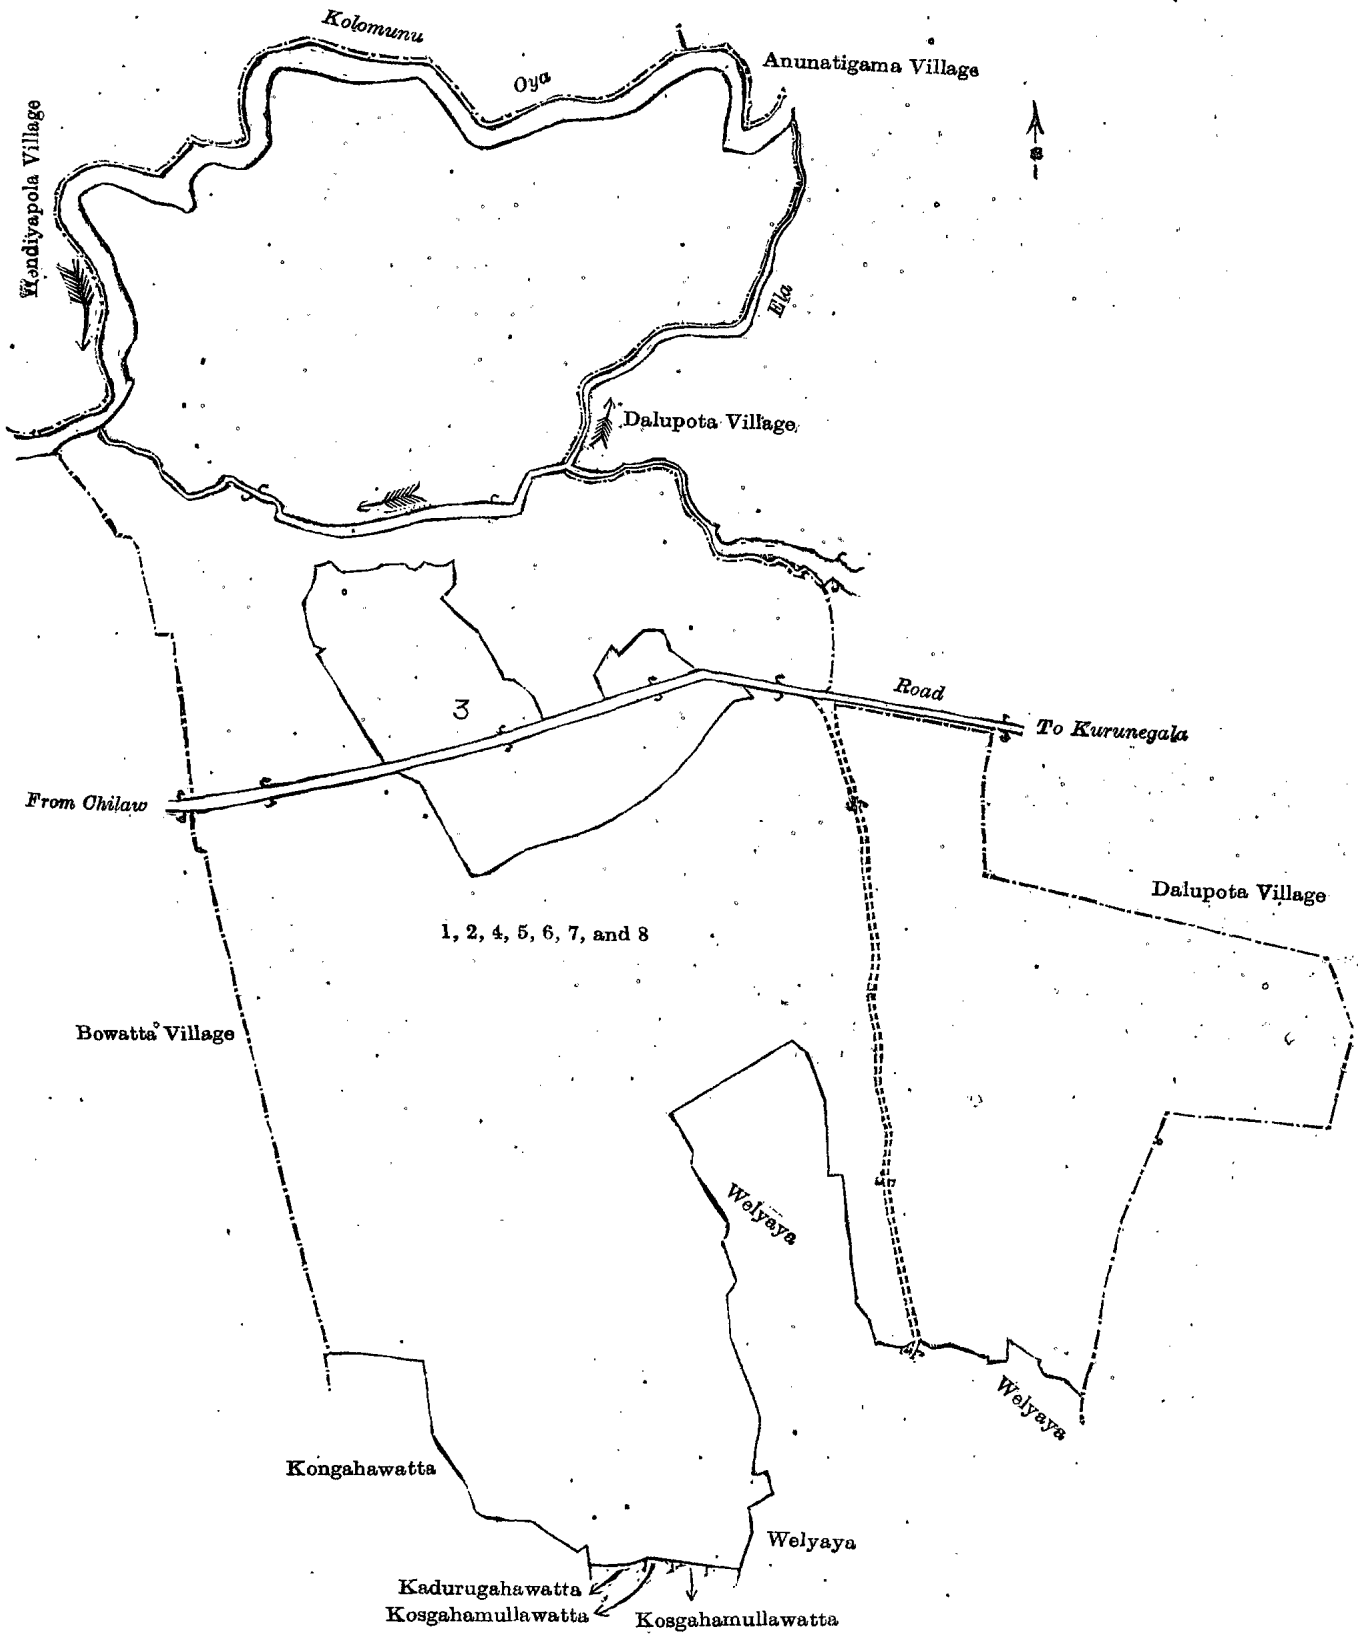 Kolomunu
Oya
Anunatigama Village
Village
Ela
Dalupota Village
3
Road
To Kurunegala
From Chilaw
Dalupota Village
1, 2, 4, 5, 6, 7, and 8
Bowatta Village
Welyaya
Welyaya
Kongahawatta
Welyaya
Kadurugahawatta
Kosgahamullawatta
Kosgahamullawatta